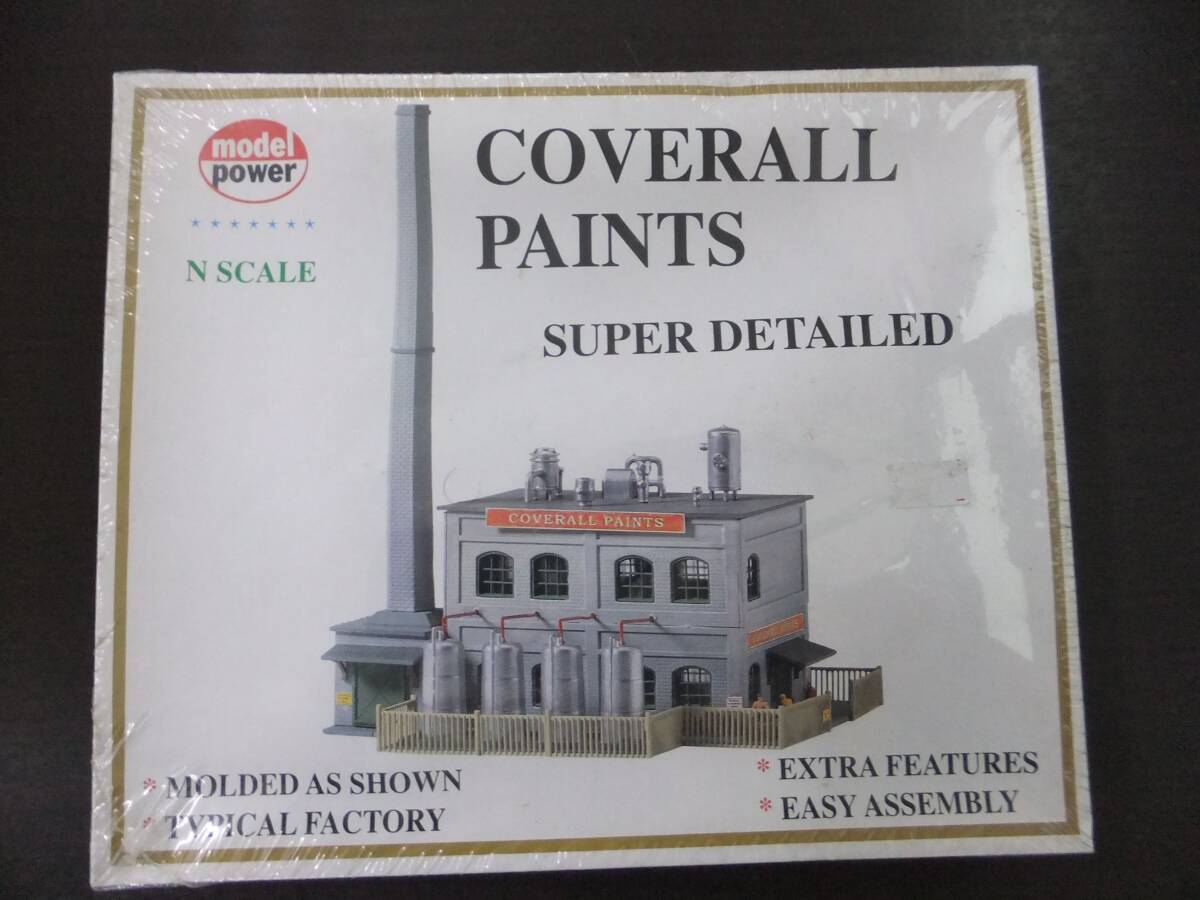 model
power
N SCALE
COVERALL
PAINTS
SUPER DETAILED
COVERALL PAINTS
* MOLDED AS SHOWN
* TYPICAL FACTORY
* EXTRA FEATURES
* EASY ASSEMBLY